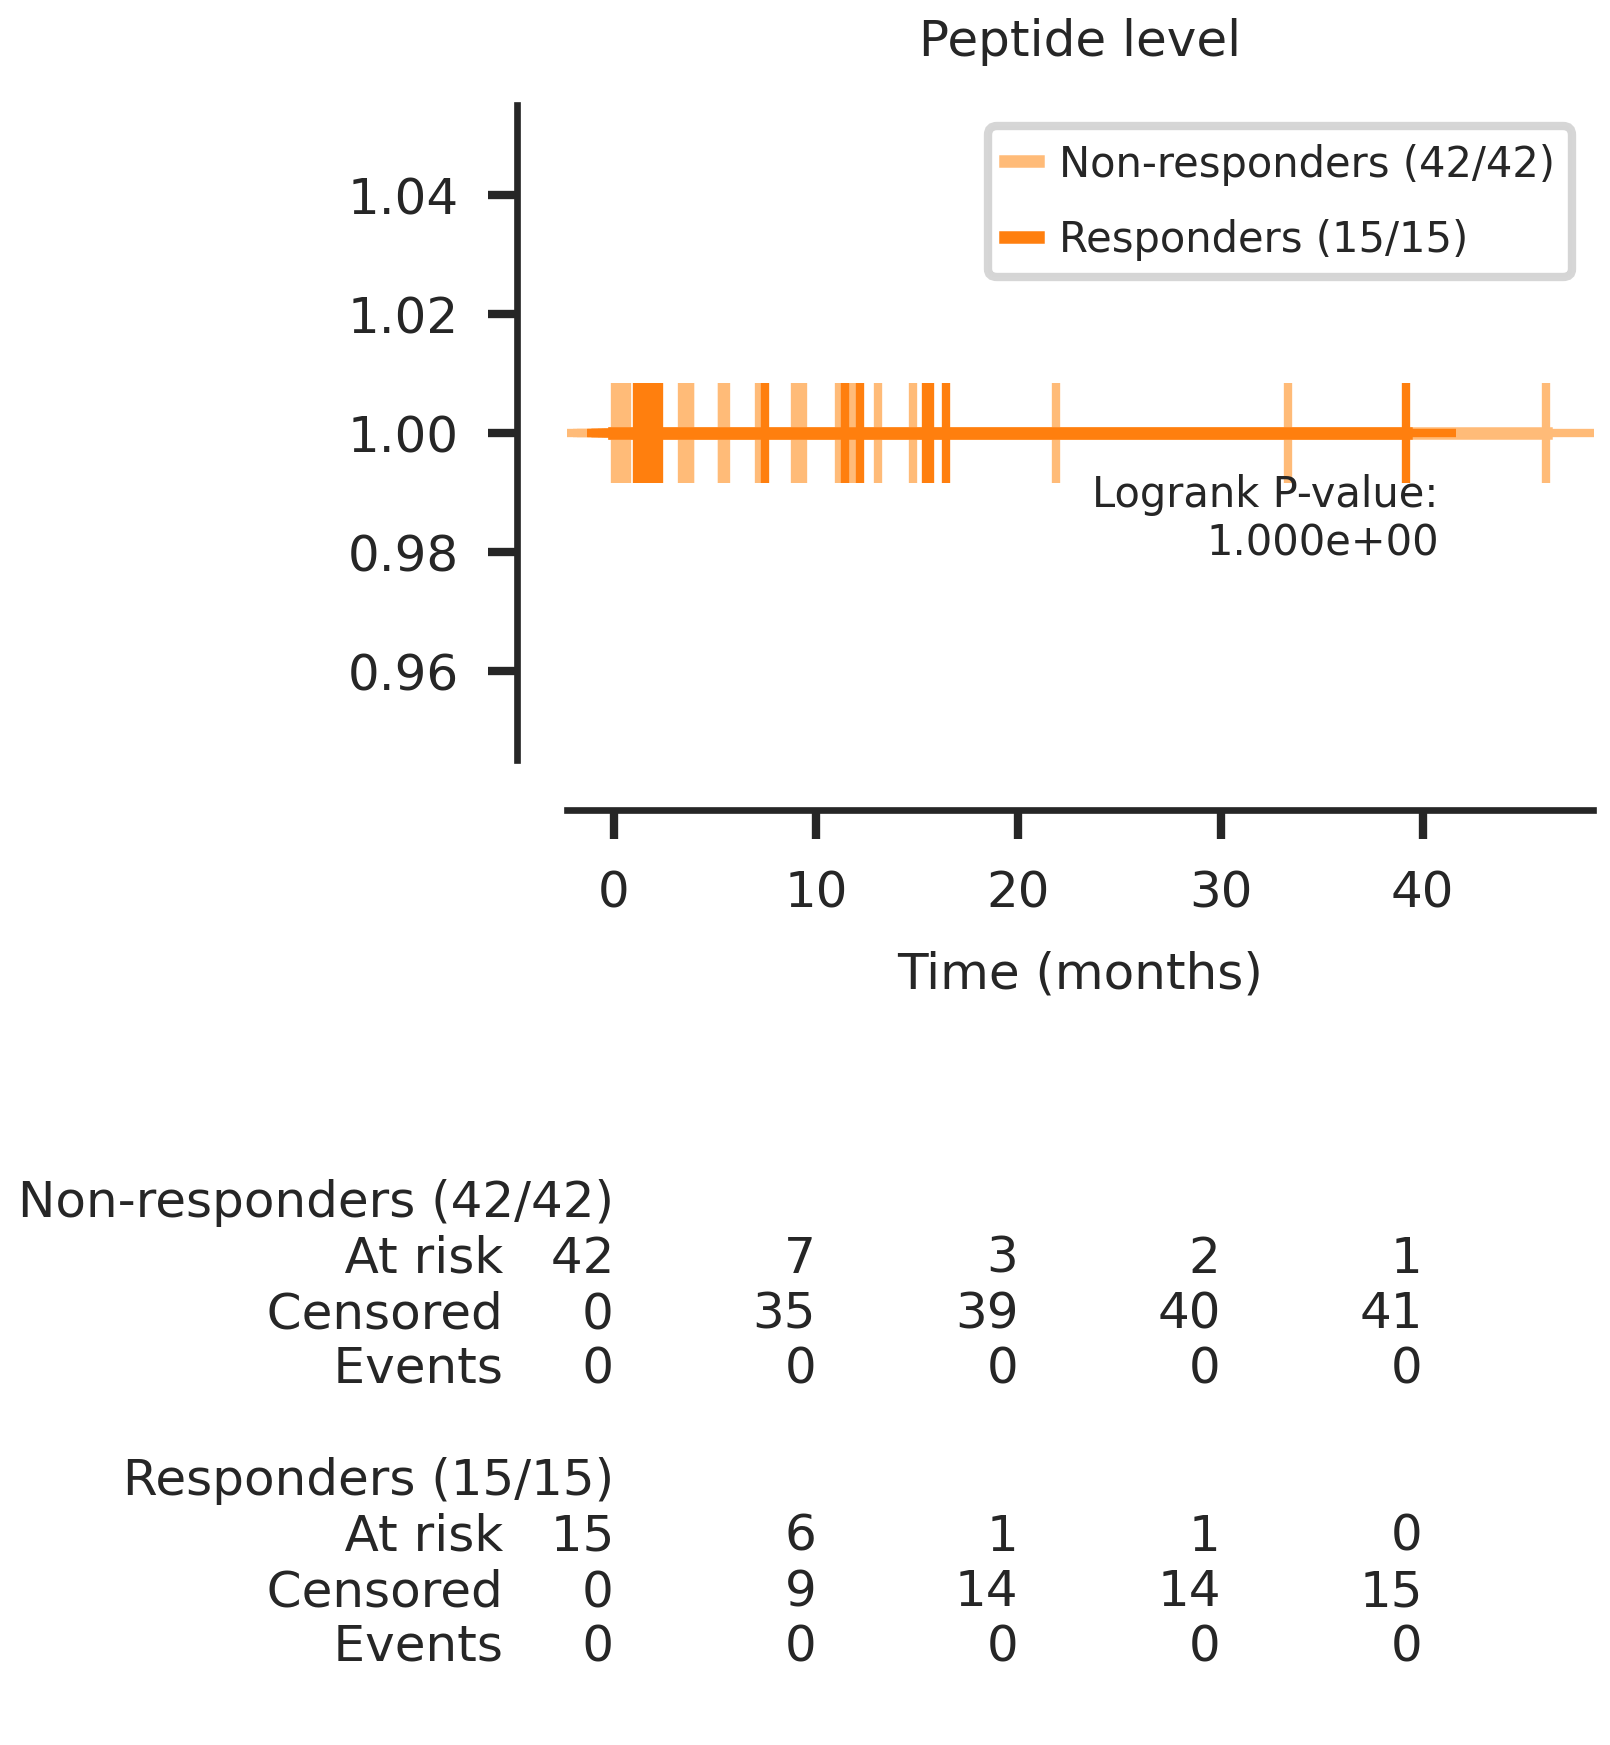 Peptide level
Non-responders (42/42)
Responders (15/15)
1.04
1.02
1.00
0.98
0.96
Logrank P-value:
1.000e+00
0 10 20 30 40
Time (months)
Non-responders (42/42)
At risk 42 7 3 2 1
Censored 0 35 39 40 41
Events 0 0 0 0 0
Responders (15/15)
At risk 15 6 1 1 0
Censored 0 9 14 14 15
Events 0 0 0 0 0